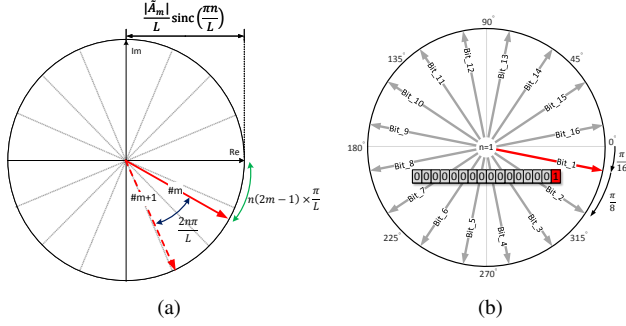 |Ã_m|/L sinc (πn/L)
Im
Re
#m
#m+1
2nπ/L
n(2m − 1) × π/L
(a)
90°
135°
45°
180°
0°
225°
315°
270°
Bit_12
Bit_13
Bit_11
Bit_14
Bit_10
Bit_15
Bit_9
Bit_16
n=1
Bit_1
Bit_8
0000000000000001
Bit_7
Bit_2
Bit_6
Bit_3
Bit_5
Bit_4
π/16
π/8
(b)